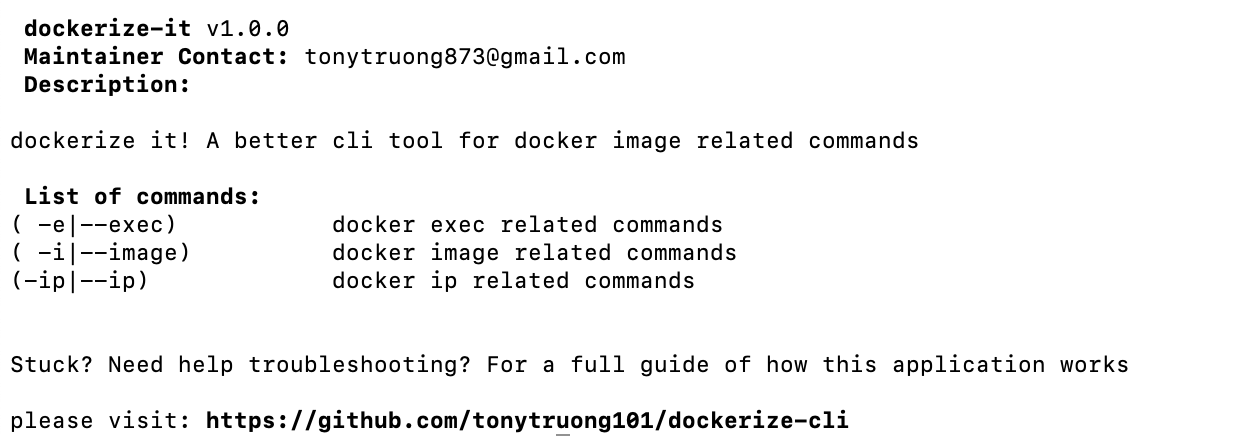 dockerize-it v1.0.0
Maintainer Contact: tonytruong873@gmail.com
Description:
dockerize it! A better cli tool for docker image related commands
List of commands:
( -e|--exec) docker exec related commands
( -i|--image) docker image related commands
(-ip|--ip) docker ip related commands
Stuck? Need help troubleshooting? For a full guide of how this application works
please visit: https://github.com/tonytruong101/dockerize-cli